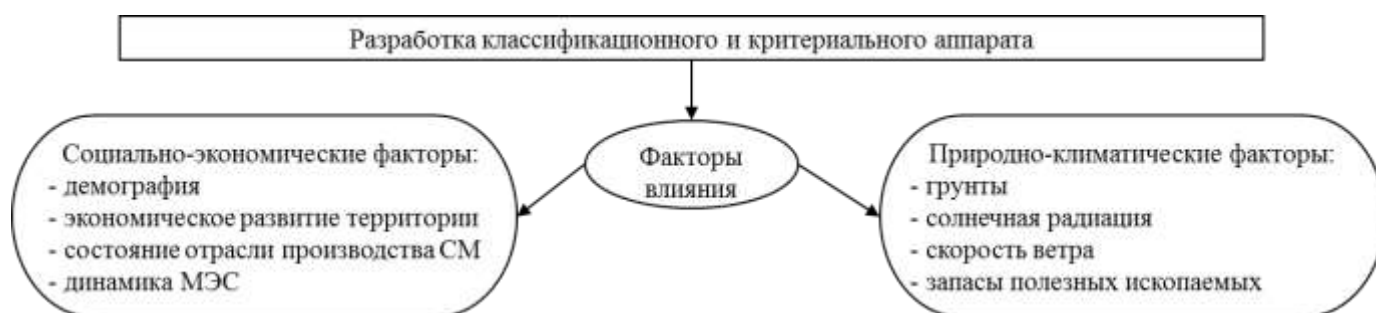 Разработка классификационного и критериального аппарата
Социально-экономические факторы:
- демография
- экономическое развитие территории
- состояние отрасли производства СМ
- динамика МЭС
Факторы
влияния
Природно-климатические факторы:
- грунты
- солнечная радиация
- скорость ветра
- запасы полезных ископаемых